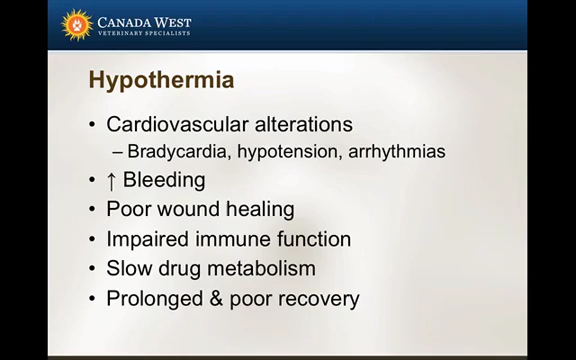 CANADA WEST
VETERINARY SPECIALISTS
Hypothermia
• Cardiovascular alterations
– Bradycardia, hypotension, arrhythmias
• ↑ Bleeding
• Poor wound healing
• Impaired immune function
• Slow drug metabolism
• Prolonged & poor recovery